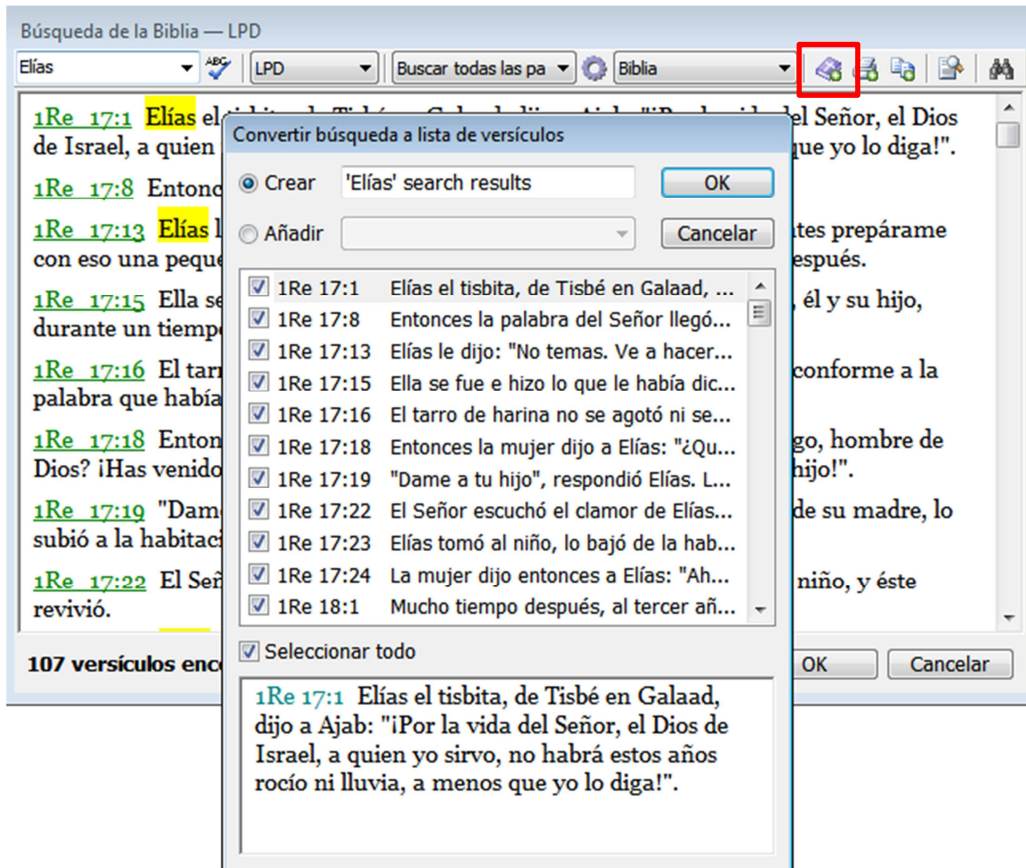 Búsqueda de la Biblia — LPD
Elías ABC LPD Buscar todas las pa Biblia
1Re 17:1 Elías el
el Señor, el Dios
de Israel, a quien
que yo lo diga!".
1Re 17:8 Entonc
1Re 17:13 Elías l
tes prepárame
con eso una peque
espués.
1Re 17:15 Ella se
, él y su hijo,
durante un tiempo
1Re 17:16 El tarr
conforme a la
palabra que había
1Re 17:18 Enton
go, hombre de
Dios? ¡Has venido
hijo!".
1Re 17:19 "Dam
de su madre, lo
subió a la habitaci
1Re 17:22 El Señ
niño, y éste
revivió.
107 versículos enc
OK Cancelar
Convertir búsqueda a lista de versículos
Crear 'Elías' search results OK
Añadir Cancelar
1Re 17:1 Elías el tisbita, de Tisbé en Galaad, ...
1Re 17:8 Entonces la palabra del Señor llegó...
1Re 17:13 Elías le dijo: "No temas. Ve a hacer...
1Re 17:15 Ella se fue e hizo lo que le había dic...
1Re 17:16 El tarro de harina no se agotó ni se...
1Re 17:18 Entonces la mujer dijo a Elías: "¿Qu...
1Re 17:19 "Dame a tu hijo", respondió Elías. L...
1Re 17:22 El Señor escuchó el clamor de Elías...
1Re 17:23 Elías tomó al niño, lo bajó de la hab...
1Re 17:24 La mujer dijo entonces a Elías: "Ah...
1Re 18:1 Mucho tiempo después, al tercer añ...
Seleccionar todo
1Re 17:1 Elías el tisbita, de Tisbé en Galaad,
dijo a Ajab: "¡Por la vida del Señor, el Dios de
Israel, a quien yo sirvo, no habrá estos años
rocío ni lluvia, a menos que yo lo diga!".